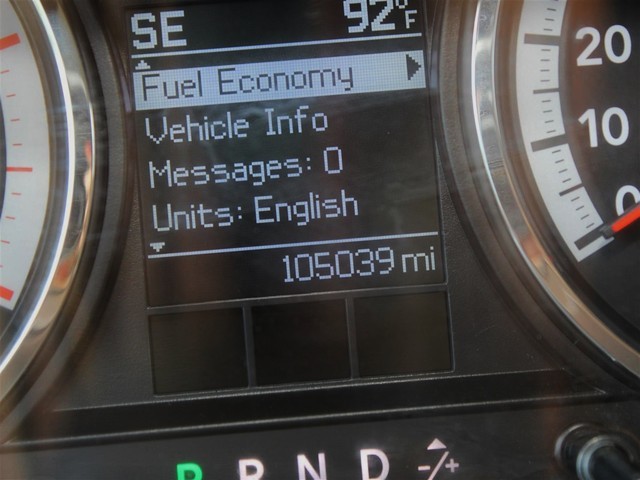 SE 92°F
Fuel Economy
Vehicle Info
Messages: 0
Units: English
105039 mi
20
10
0
P R N D -/+